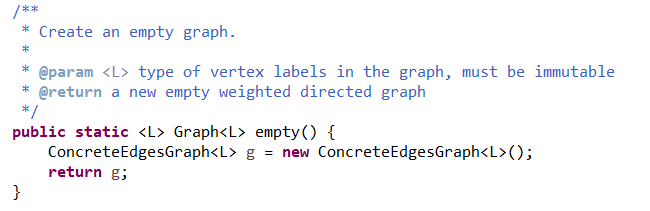 /**
 * Create an empty graph.
 *
 * @param <L> type of vertex labels in the graph, must be immutable
 * @return a new empty weighted directed graph
 */
public static <L> Graph<L> empty() {
    ConcreteEdgesGraph<L> g = new ConcreteEdgesGraph<L>();
    return g;
}